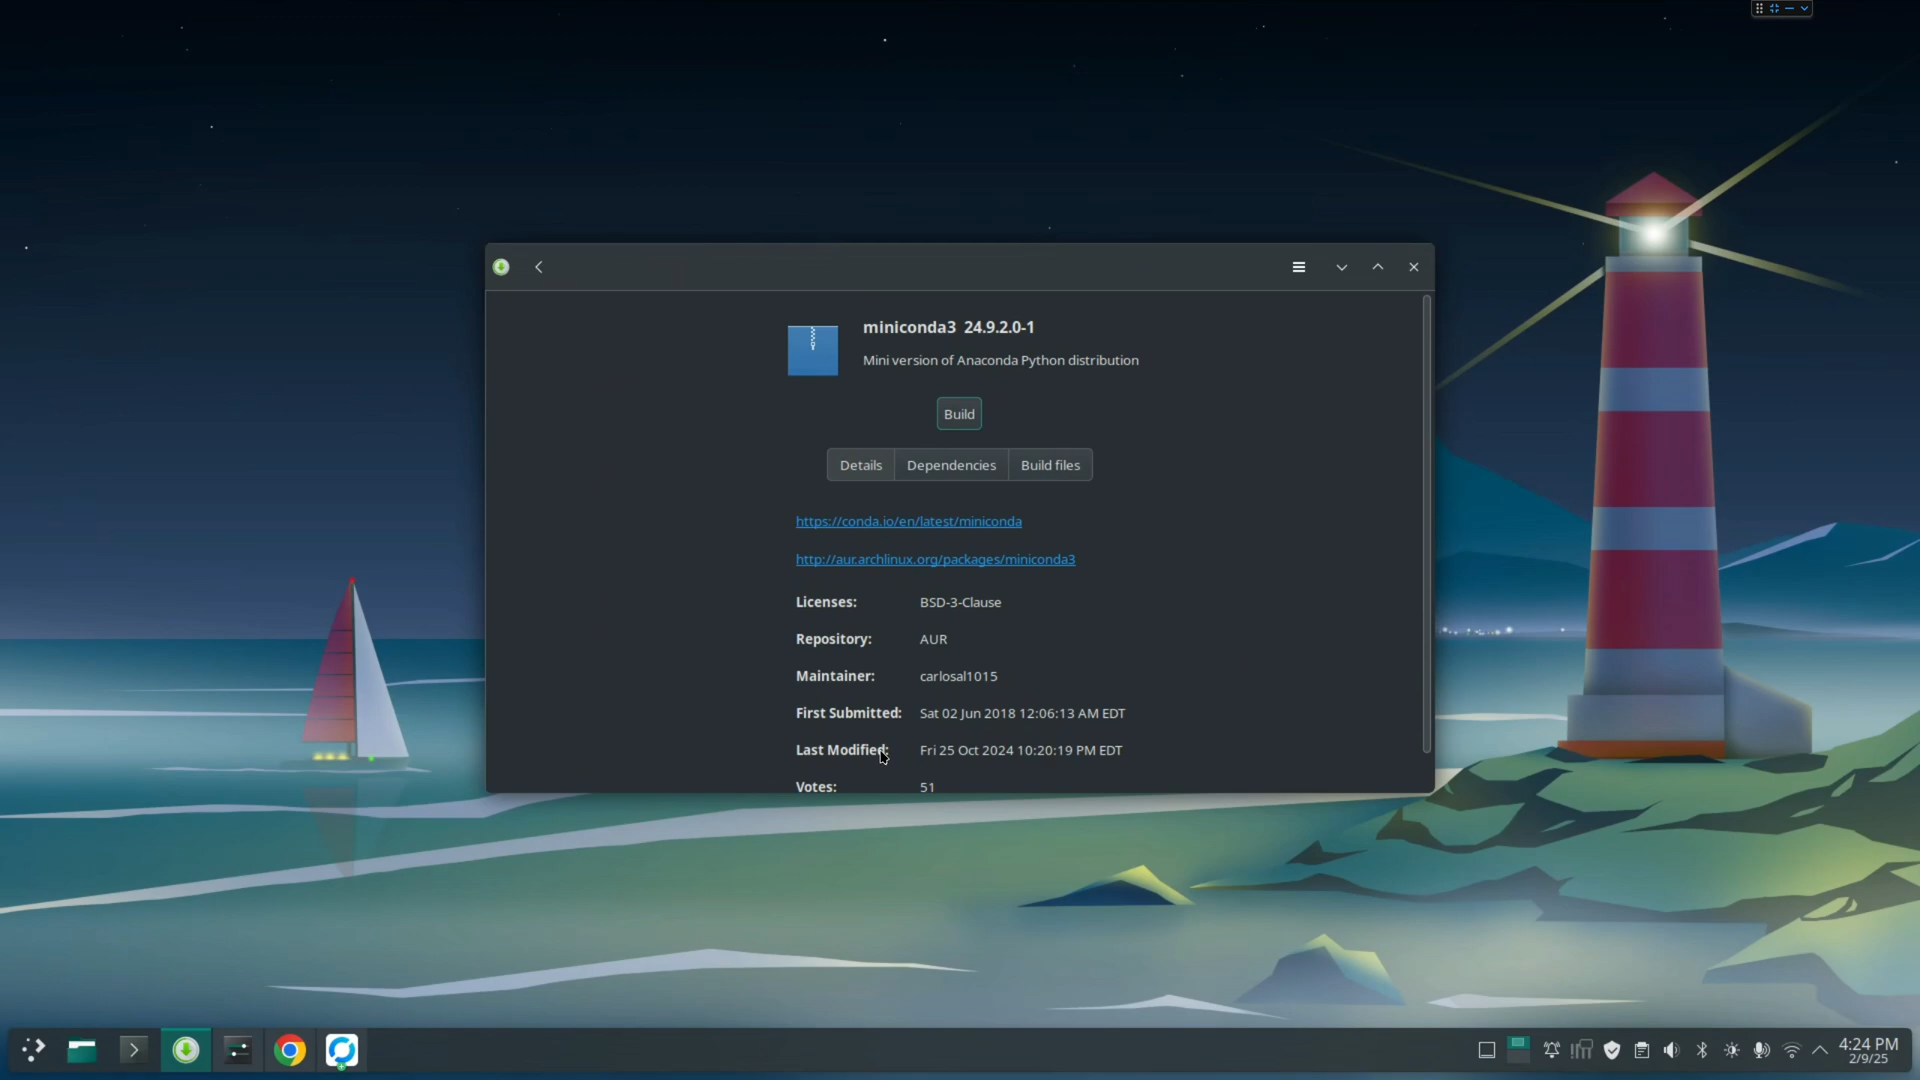 miniconda3 24.9.2.0-1
Mini version of Anaconda Python distribution
Build
Details Dependencies Build files
https://conda.io/en/latest/miniconda
http://aur.archlinux.org/packages/miniconda3
Licenses: BSD-3-Clause
Repository: AUR
Maintainer: carlosal1015
First Submitted: Sat 02 Jun 2018 12:06:13 AM EDT
Last Modified: Fri 25 Oct 2024 10:20:19 PM EDT
Votes: 51
4:24 PM
2/9/25